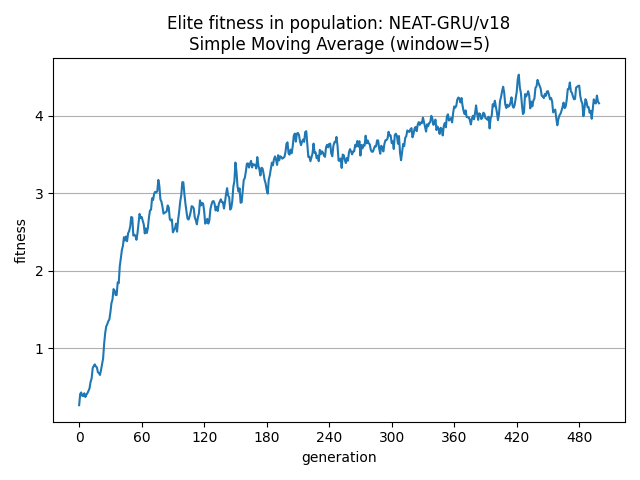 Elite fitness in population: NEAT-GRU/v18
Simple Moving Average (window=5)
fitness
4
3
2
1
0 60 120 180 240 300 360 420 480
generation